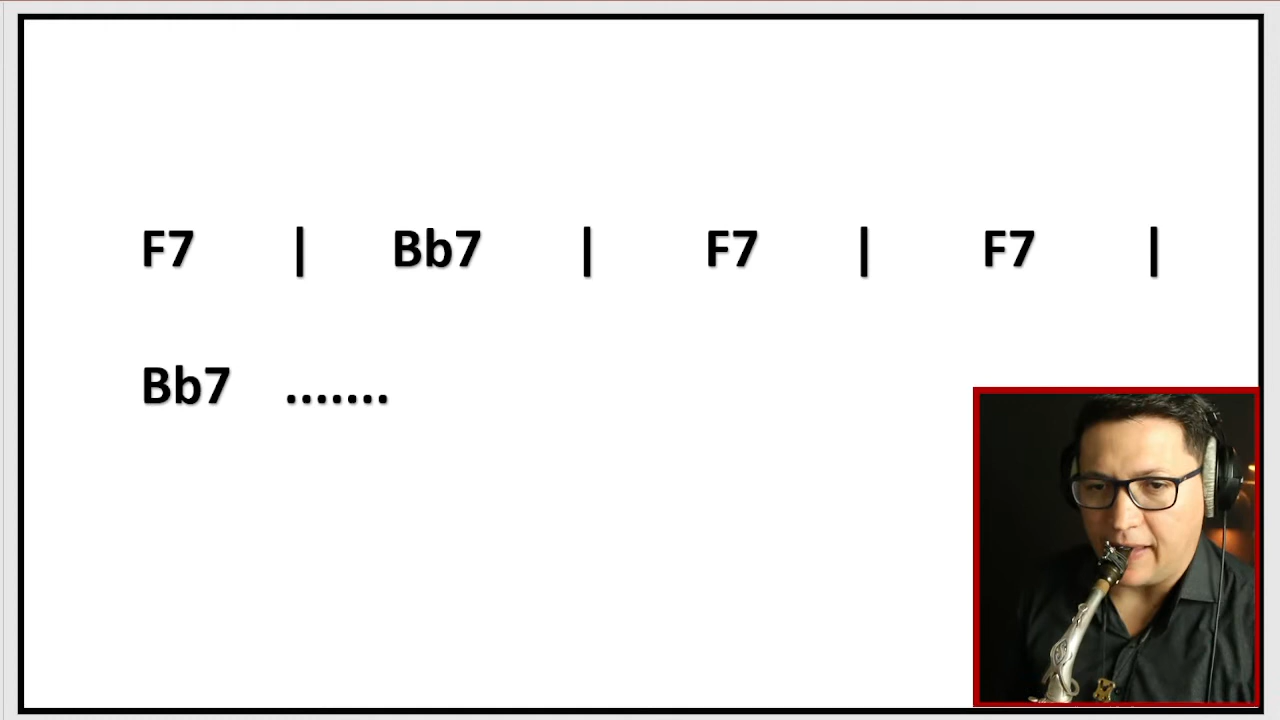 F7 | Bb7 | F7 | F7 |
Bb7 .......